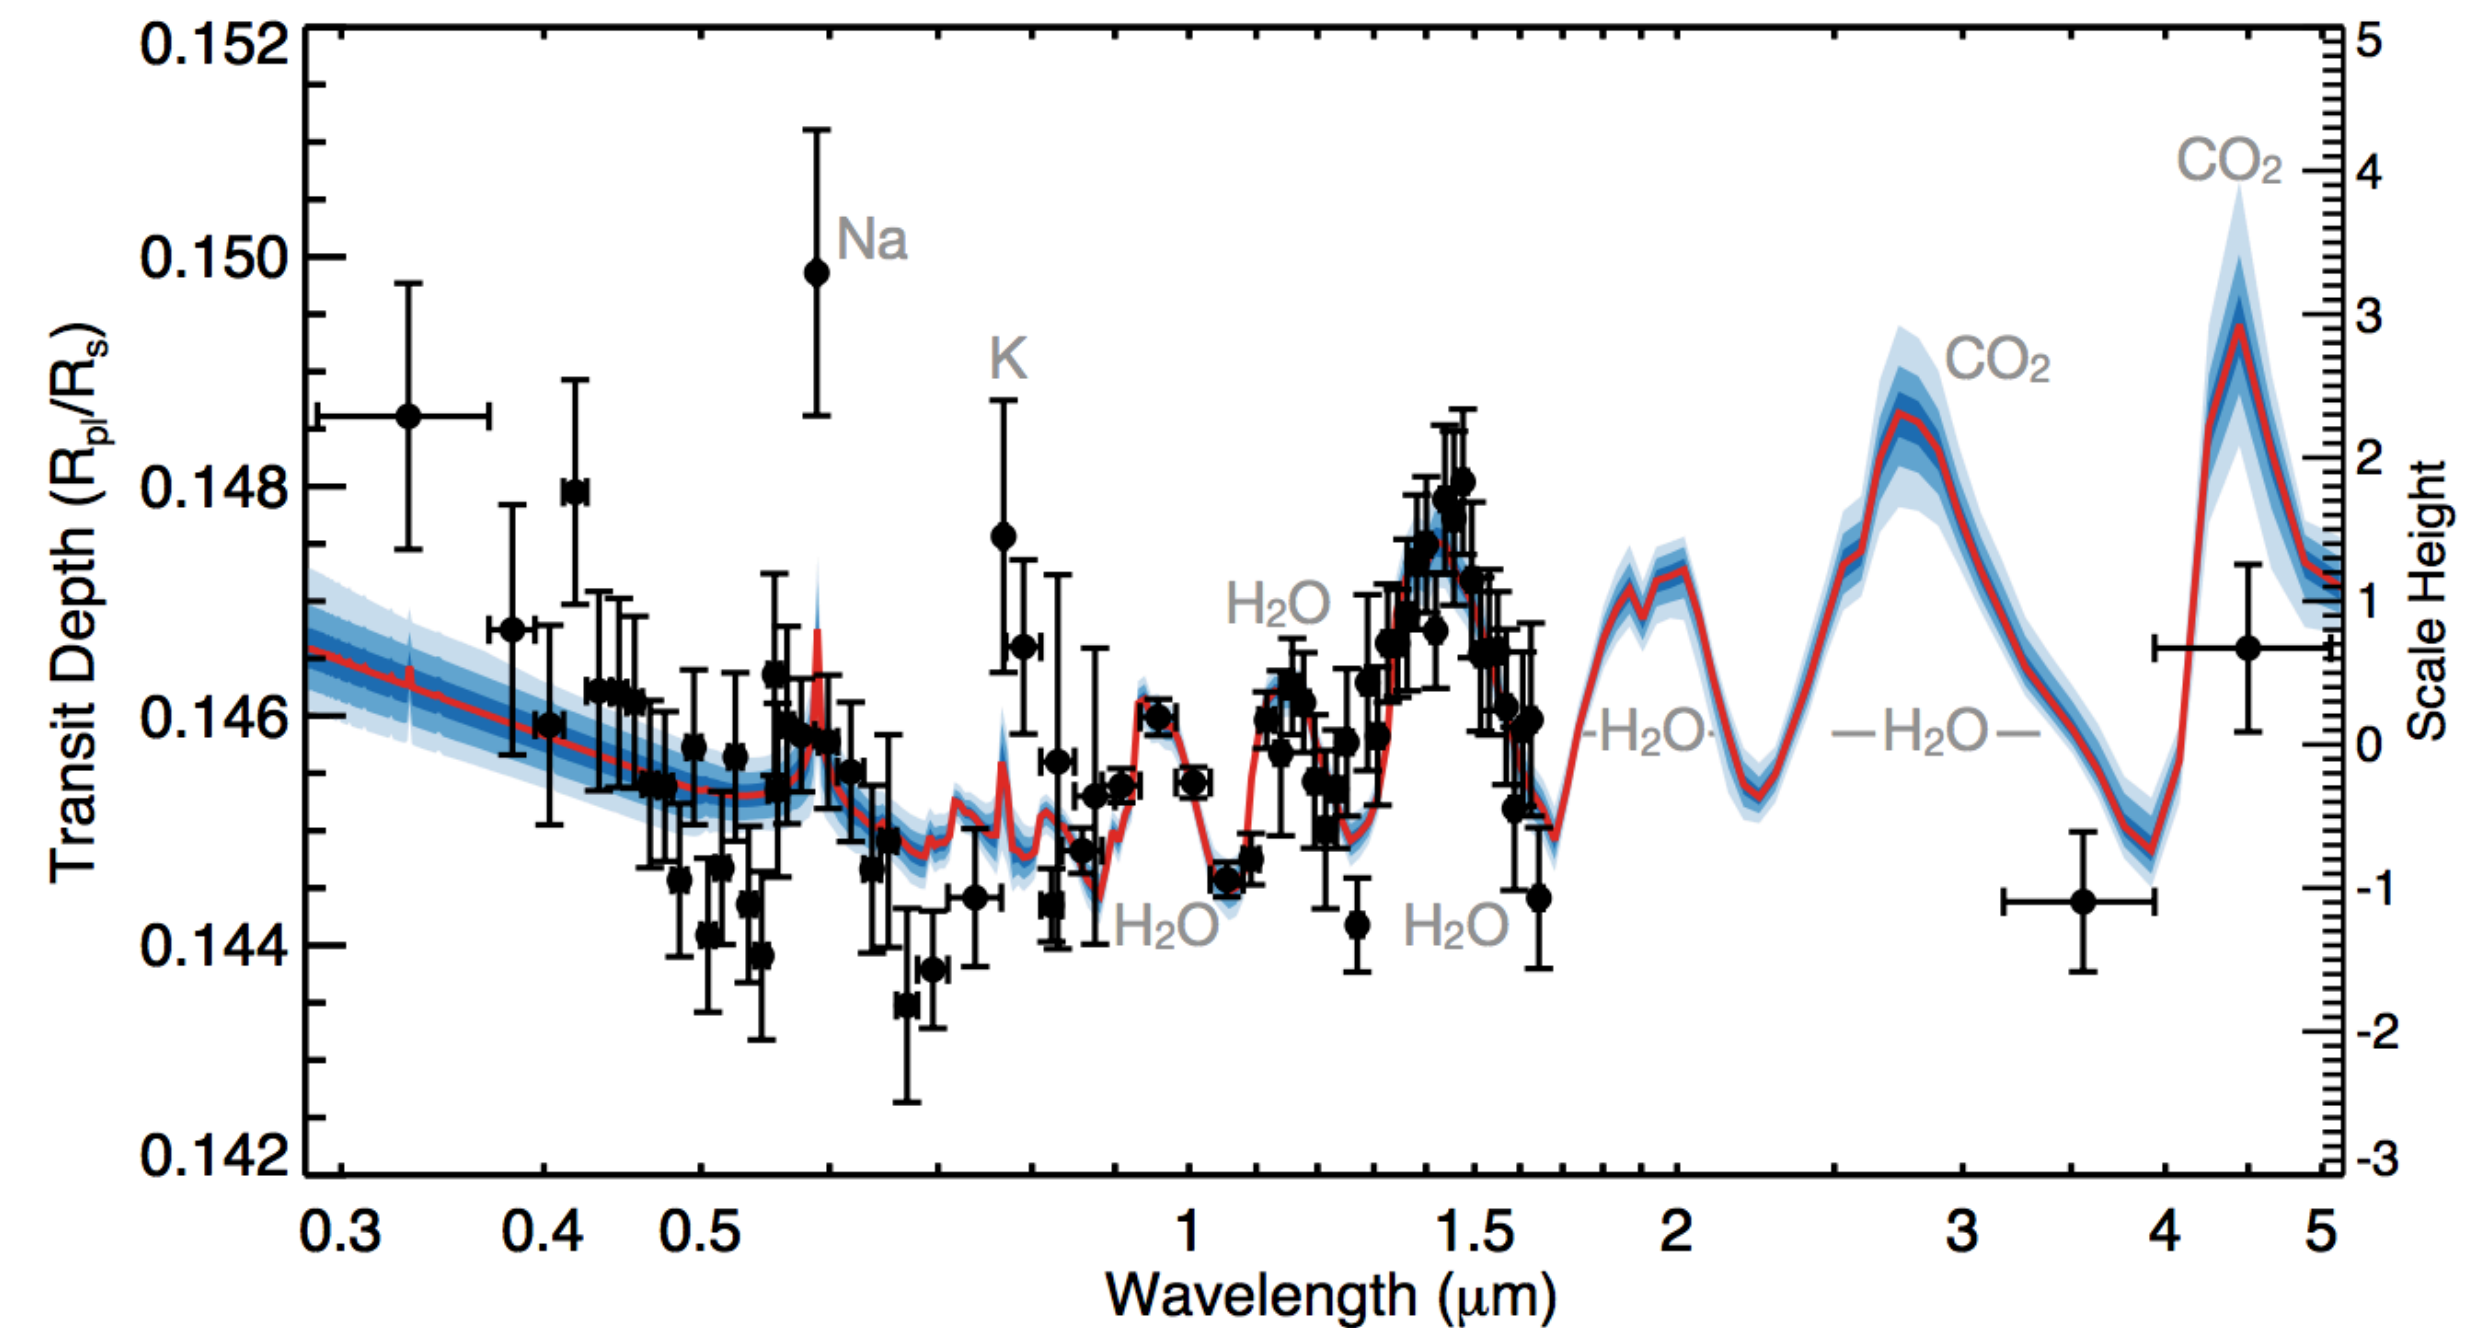 0.152
0.150
0.148
0.146
0.144
0.142
Transit Depth (Rpl/Rs)
Na
K
H2O
H2O
H2O
-H2O-
CO2
—H2O—
CO2
5
4
3
2
1
0
-1
-2
-3
Scale Height
0.3 0.4 0.5 1 1.5 2 3 4 5
Wavelength (μm)